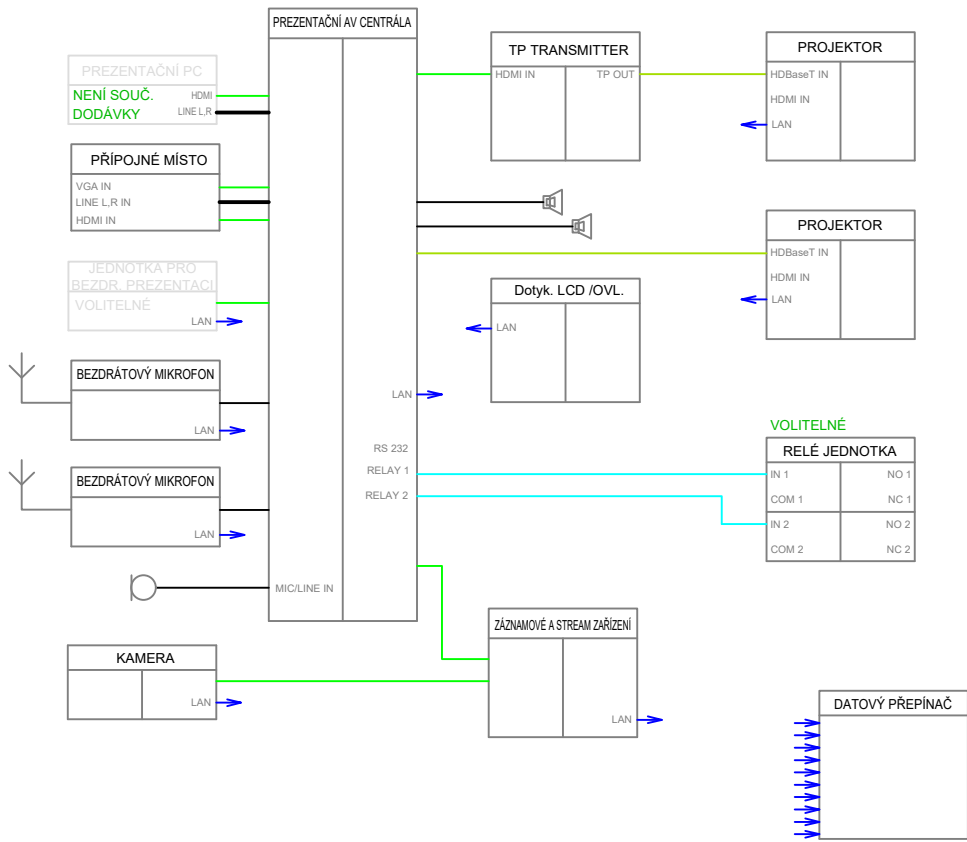 PREZENTAČNÍ AV CENTRÁLA
MIC/LINE IN
LAN
RS 232
RELAY 1
RELAY 2
PREZENTAČNÍ PC
NENÍ SOUČ.
DODÁVKY
HDMI
LINE L,R
PŘÍPOJNÉ MÍSTO
VGA IN
LINE L,R IN
HDMI IN
JEDNOTKA PRO
BEZDR. PREZENTACI
VOLITELNÉ
LAN
BEZDRÁTOVÝ MIKROFON
LAN
BEZDRÁTOVÝ MIKROFON
LAN
KAMERA
LAN
TP TRANSMITTER
HDMI IN
TP OUT
PROJEKTOR
HDBaseT IN
HDMI IN
LAN
PROJEKTOR
HDBaseT IN
HDMI IN
LAN
Dotyk. LCD /OVL.
LAN
VOLITELNÉ
RELÉ JEDNOTKA
IN 1 NO 1
COM 1 NC 1
IN 2 NO 2
COM 2 NC 2
ZÁZNAMOVÉ A STREAM ZAŘÍZENÍ
LAN
DATOVÝ PŘEPÍNAČ